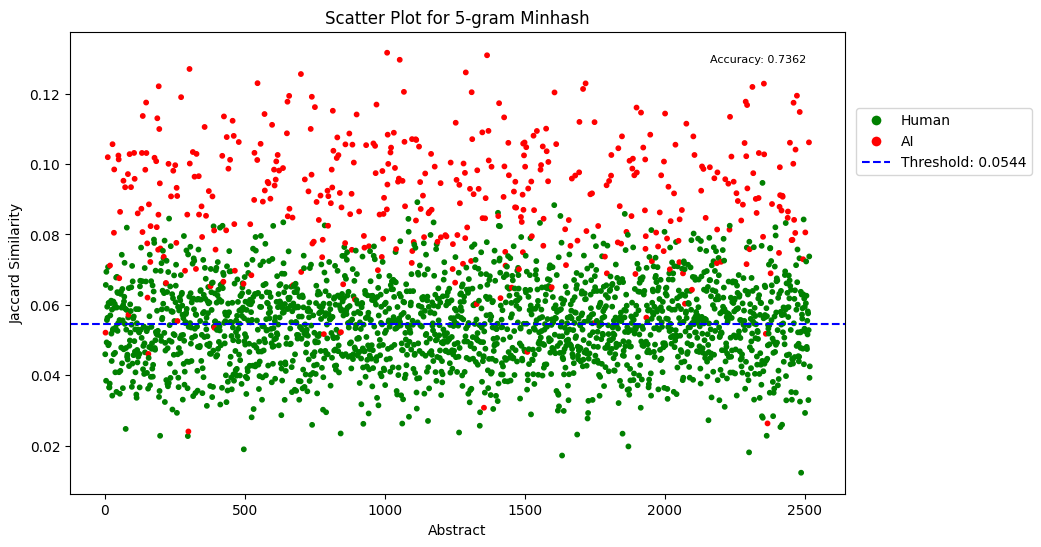 Scatter Plot for 5-gram Minhash
Accuracy: 0.7362
Human
AI
Threshold: 0.0544
Jaccard Similarity
0.12
0.10
0.08
0.06
0.04
0.02
0 500 1000 1500 2000 2500
Abstract